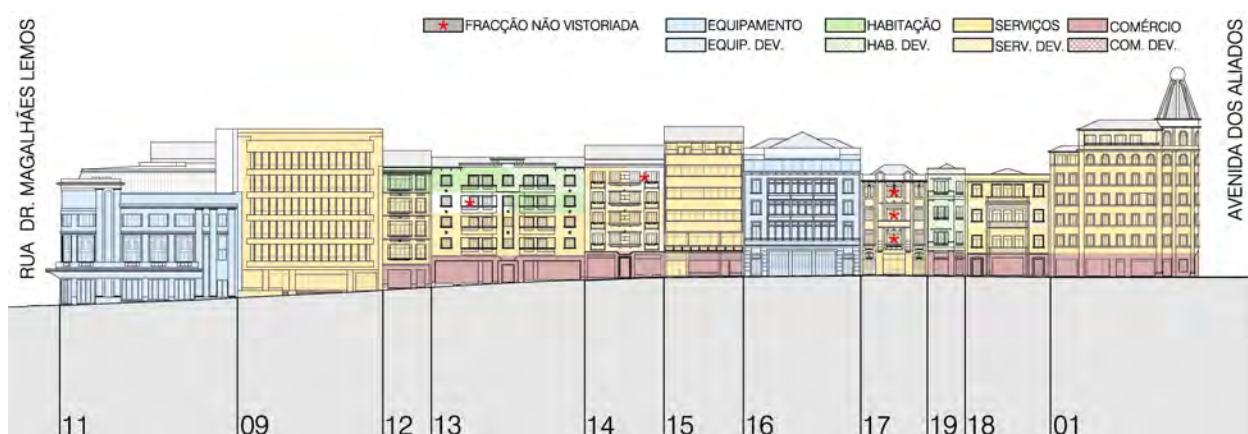 FRACÇÃO NÃO VISTORIADA
EQUIPAMENTO
HABITAÇÃO
SERVIÇOS
COMÉRCIO
EQUIP. DEV.
HAB. DEV.
SERV. DEV.
COM. DEV.
RUA DR. MAGALHÃES LEMOS
AVENIDA DOS ALIADOS
11
09
12
13
14
15
16
17
19
18
01